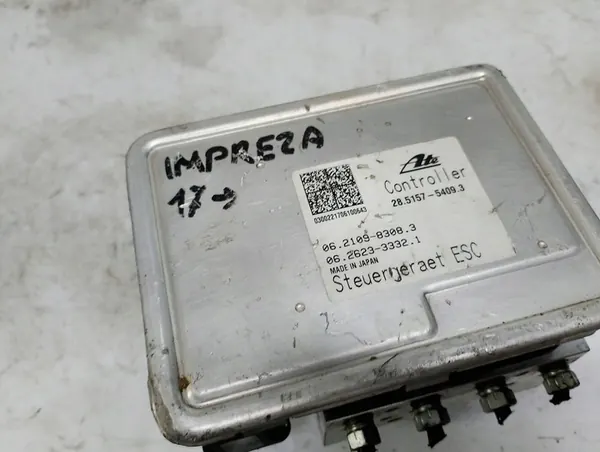 IMPREZA
17→
Ate
Controller
28.5157-5409.3
0300221706100643
06.2109-8308.3
06.2623-3332.1
MADE IN JAPAN
Steuergeraet ESC